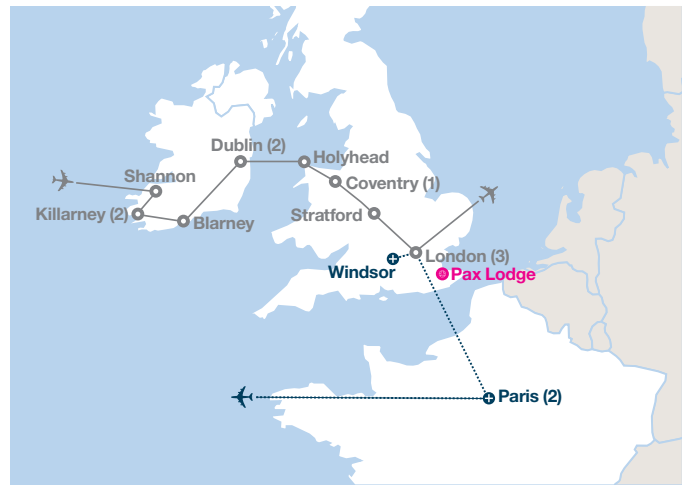 Dublin (2)
Holyhead
Shannon
Coventry (1)
Killarney (2)
Blarney
Stratford
London (3)
Windsor
Pax Lodge
Paris (2)